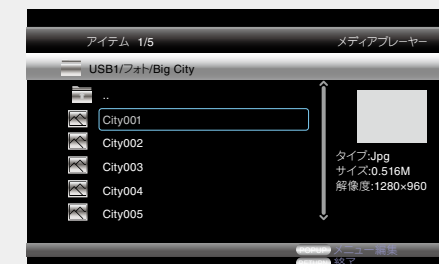 アイテム 1/5
メディアプレーヤー
USB1/フォト/Big City
..
City001
City002
City003
City004
City005
タイプ:Jpg
サイズ:0.516M
解像度:1280×960
メニュー編集
終了